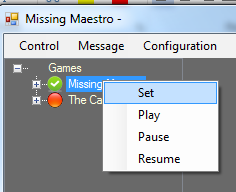 Missing Maestro -
Control Message Configuration
Games
Missing
The Ca
Set
Play
Pause
Resume